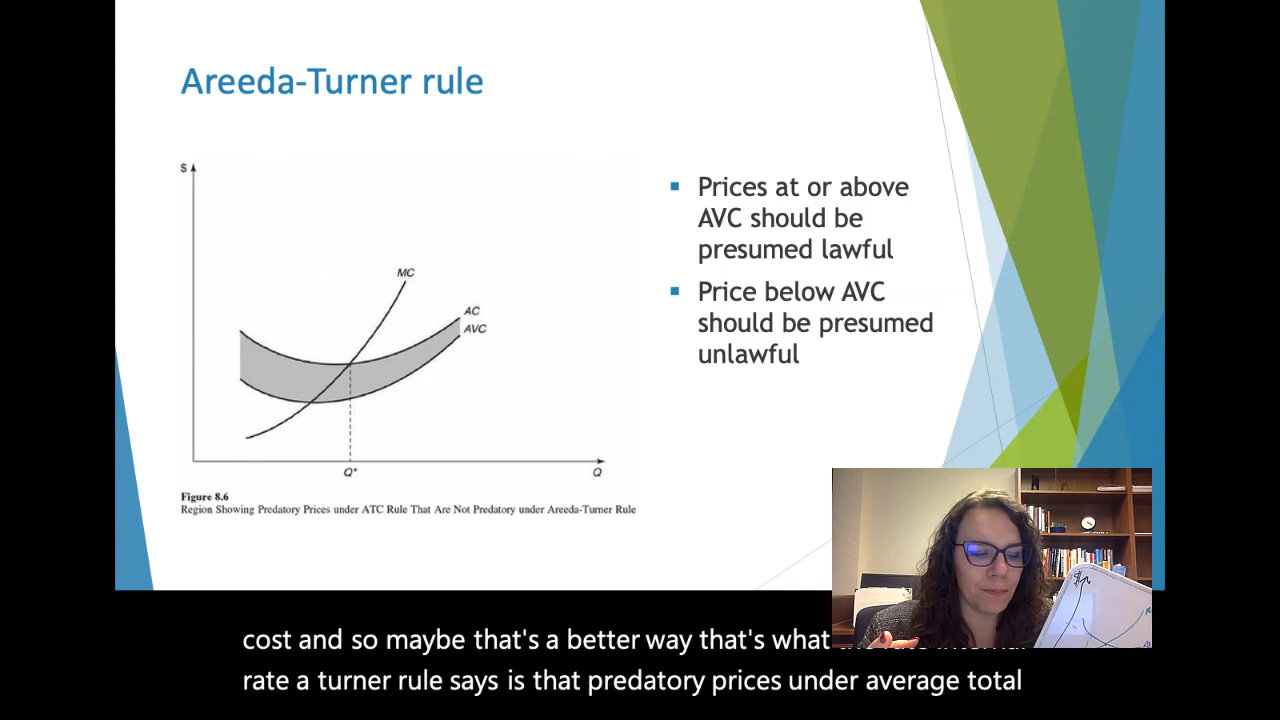 Areeda-Turner rule
$
MC
AC
AVC
Q*
Q
Figure 8.6
Region Showing Predatory Prices under ATC Rule That Are Not Predatory under Areeda-Turner Rule
▪ Prices at or above
AVC should be
presumed lawful
▪ Price below AVC
should be presumed
unlawful
cost and so maybe that's a better way that's what
rate a turner rule says is that predatory prices under average total